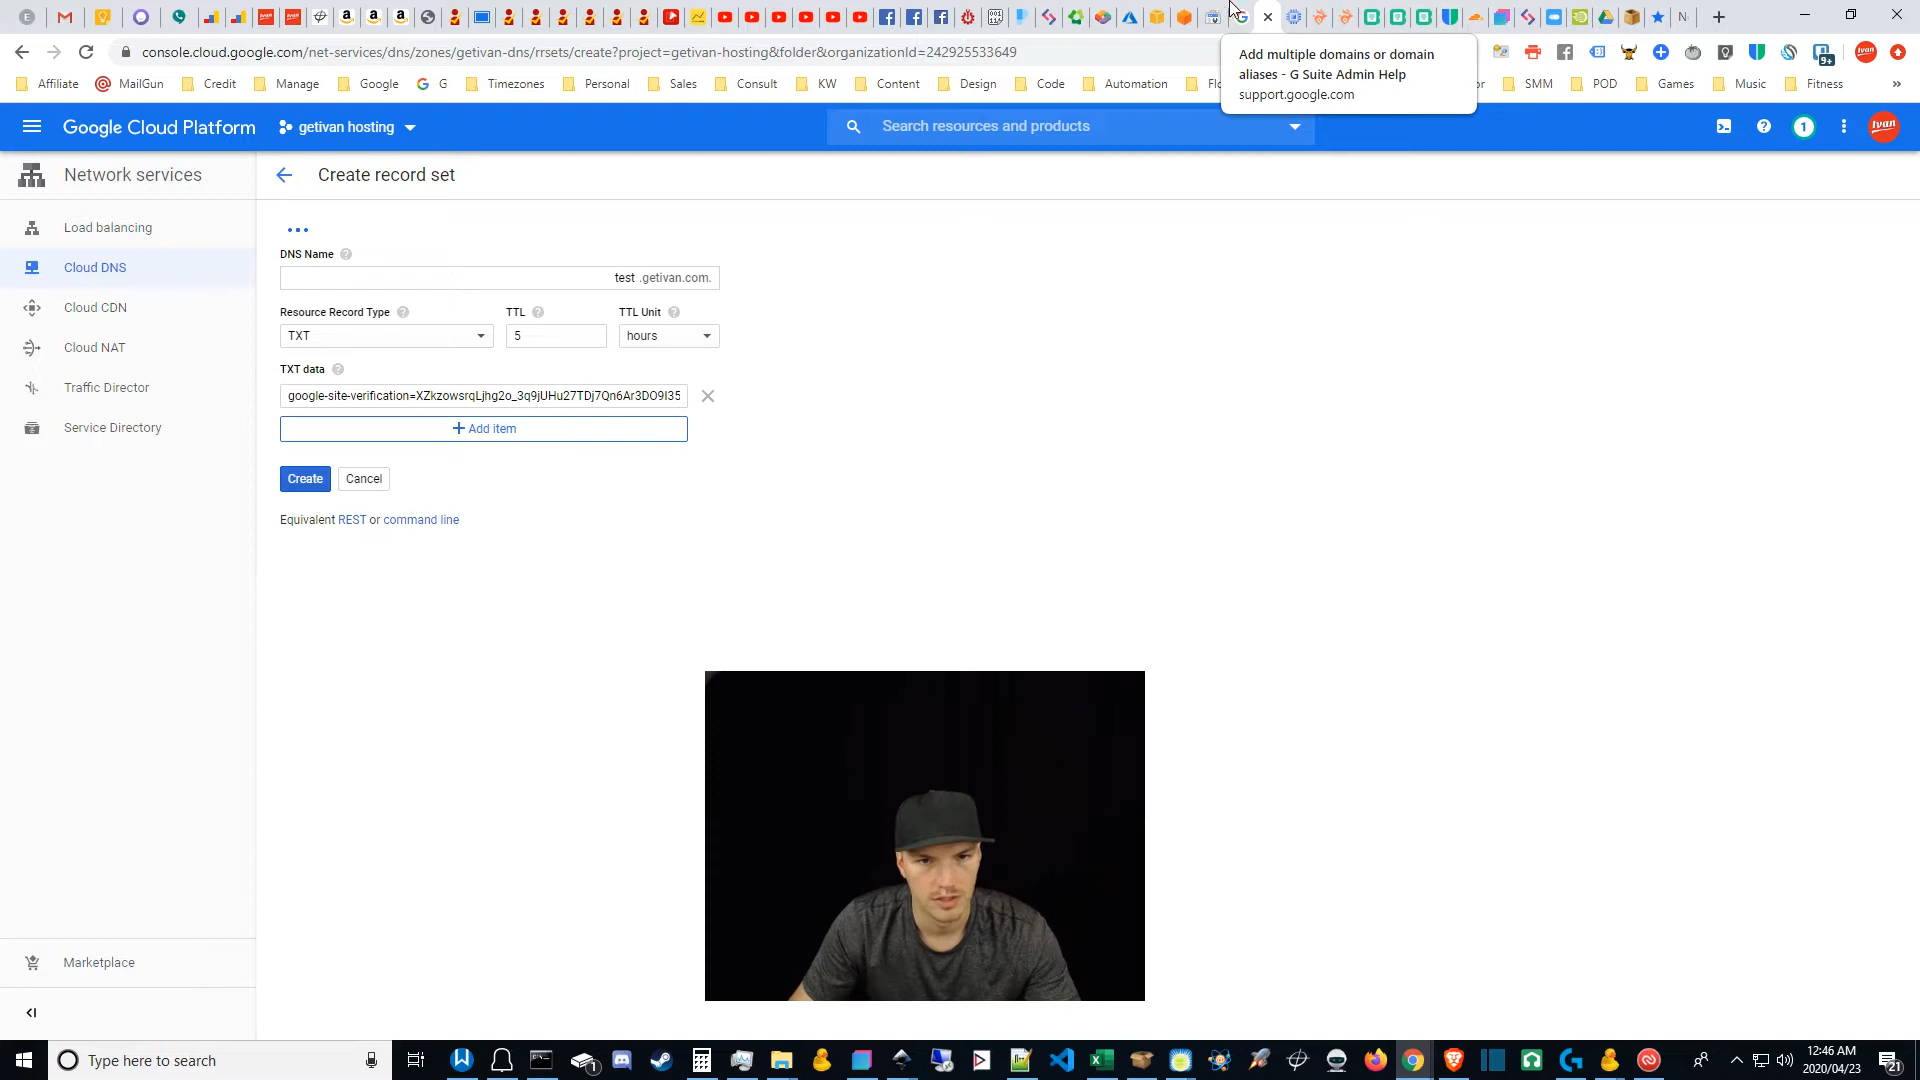 Add multiple domains or domain
aliases - G Suite Admin Help
support.google.com
console.cloud.google.com/net-services/dns/zones/getivan-dns/rrsets/create?project=getivan-hosting&folder&organizationId=242925533649
9+
Affiliate
MailGun
Credit
Manage
Google
G
Timezones
Personal
Sales
Consult
KW
Content
Design
Code
Automation
SMM
POD
Games
Music
Fitness
»
Google Cloud Platform
getivan hosting
Search resources and products
1
Ivan
Network services
Create record set
Load balancing
Cloud DNS
Cloud CDN
Cloud NAT
Traffic Director
Service Directory
DNS Name
test .getivan.com.
Resource Record Type
TTL
TTL Unit
TXT
5
hours
TXT data
google-site-verification=XZkzowsrqLjhg2o_3q9jUHu27TDj7Qn6Ar3DO9I35
Add item
Create
Cancel
Equivalent REST or command line
Marketplace
Type here to search
1
12:46 AM
2020/04/23
21